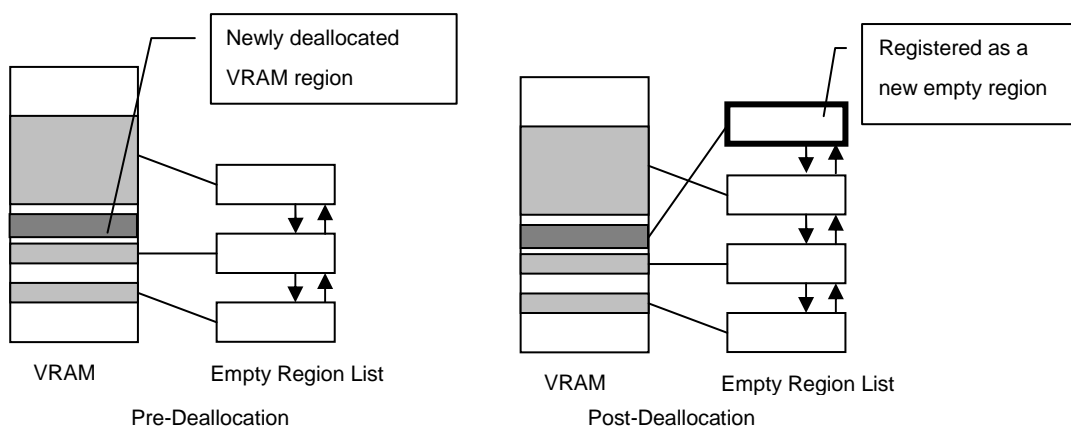 Newly deallocated
VRAM region
Registered as a
new empty region
VRAM
Empty Region List
Pre-Deallocation
VRAM
Empty Region List
Post-Deallocation